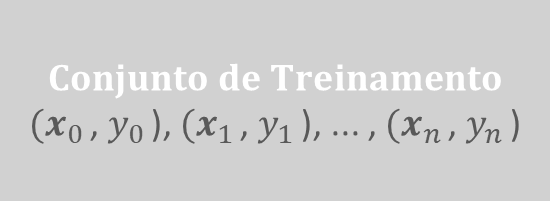 Conjunto de Treinamento
(x₀ , y₀ ), (x₁ , y₁ ), … , (xₙ , yₙ )